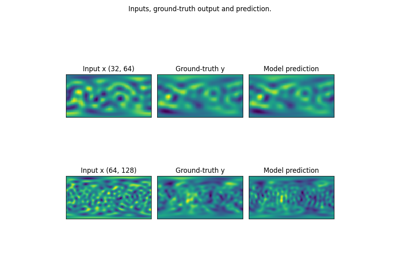 Inputs, ground-truth output and prediction.
Input x (32, 64) Ground-truth y Model prediction
Input x (64, 128) Ground-truth y Model prediction